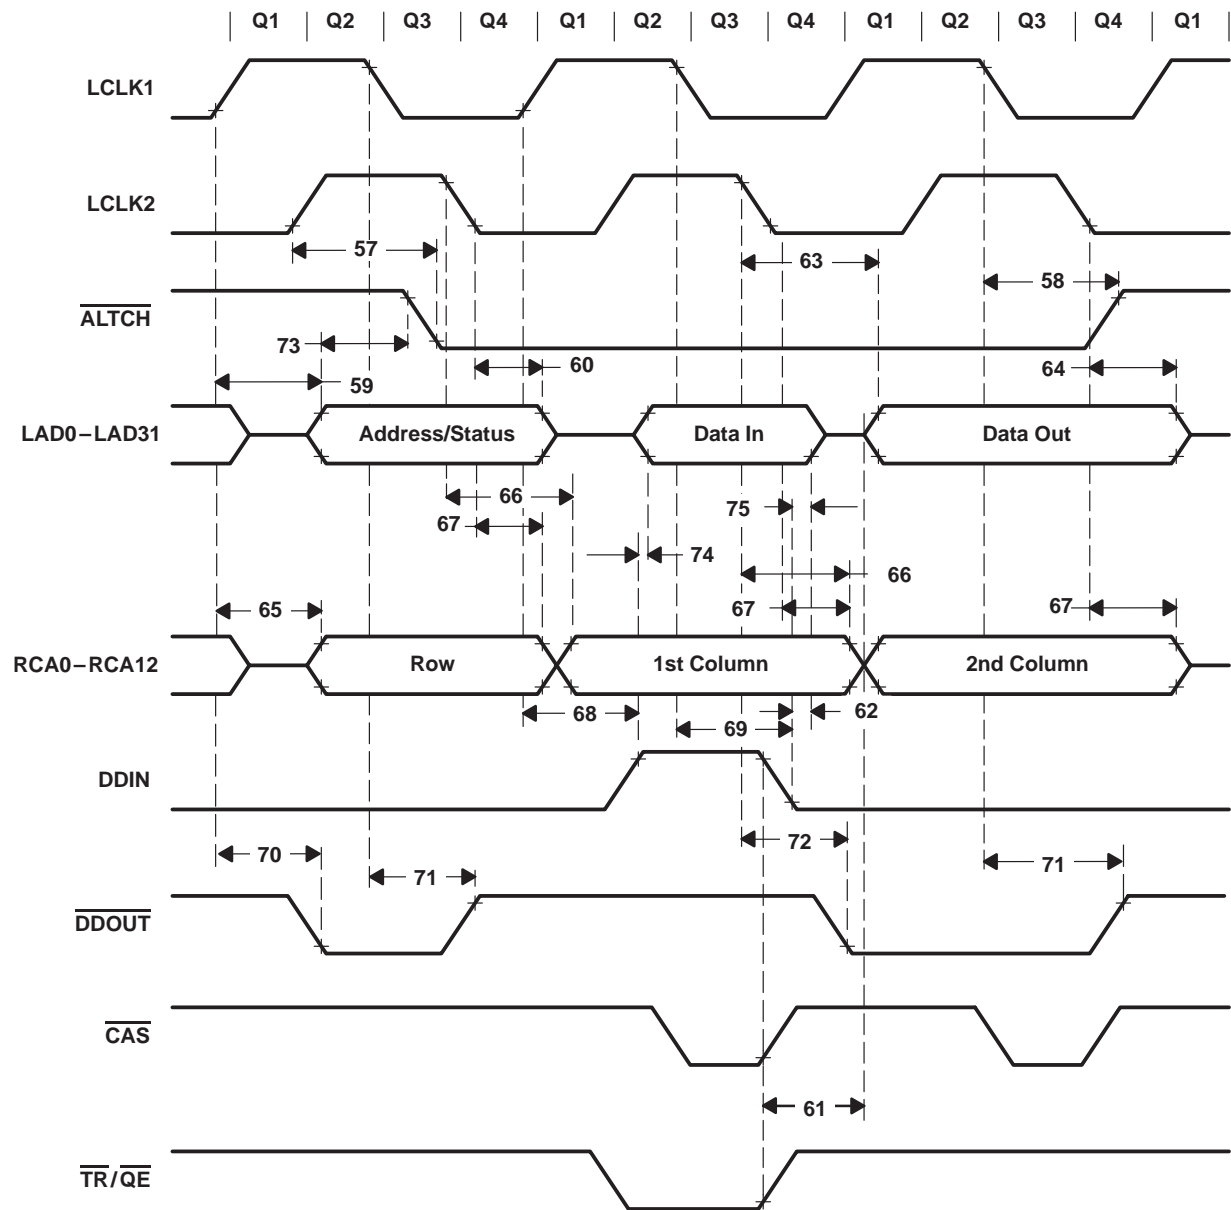 Q1 Q2 Q3 Q4 Q1 Q2 Q3 Q4 Q1 Q2 Q3 Q4 Q1
LCLK1
LCLK2
57
63
58
ALTCH
73
60
64
59
LAD0–LAD31
Address/Status
Data In
Data Out
66
75
67
74
66
65
67
67
RCA0–RCA12
Row
1st Column
2nd Column
68
62
69
DDIN
70
72
71
71
DDOUT
CAS
61
TR/QE